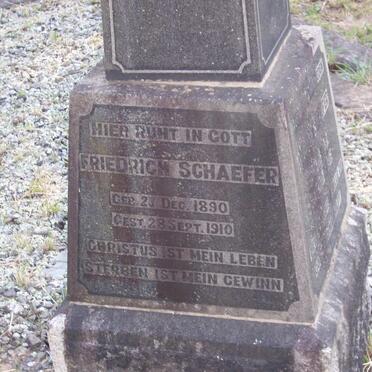 HIER RUHT IN GOTT
FRIEDRICH SCHAEFER
GEB. 2. DEC. 1890
GEST. 28 SEPT. 1910
CHRISTUS IST MEIN LEBEN
STERBEN IST MEIN GEWINN